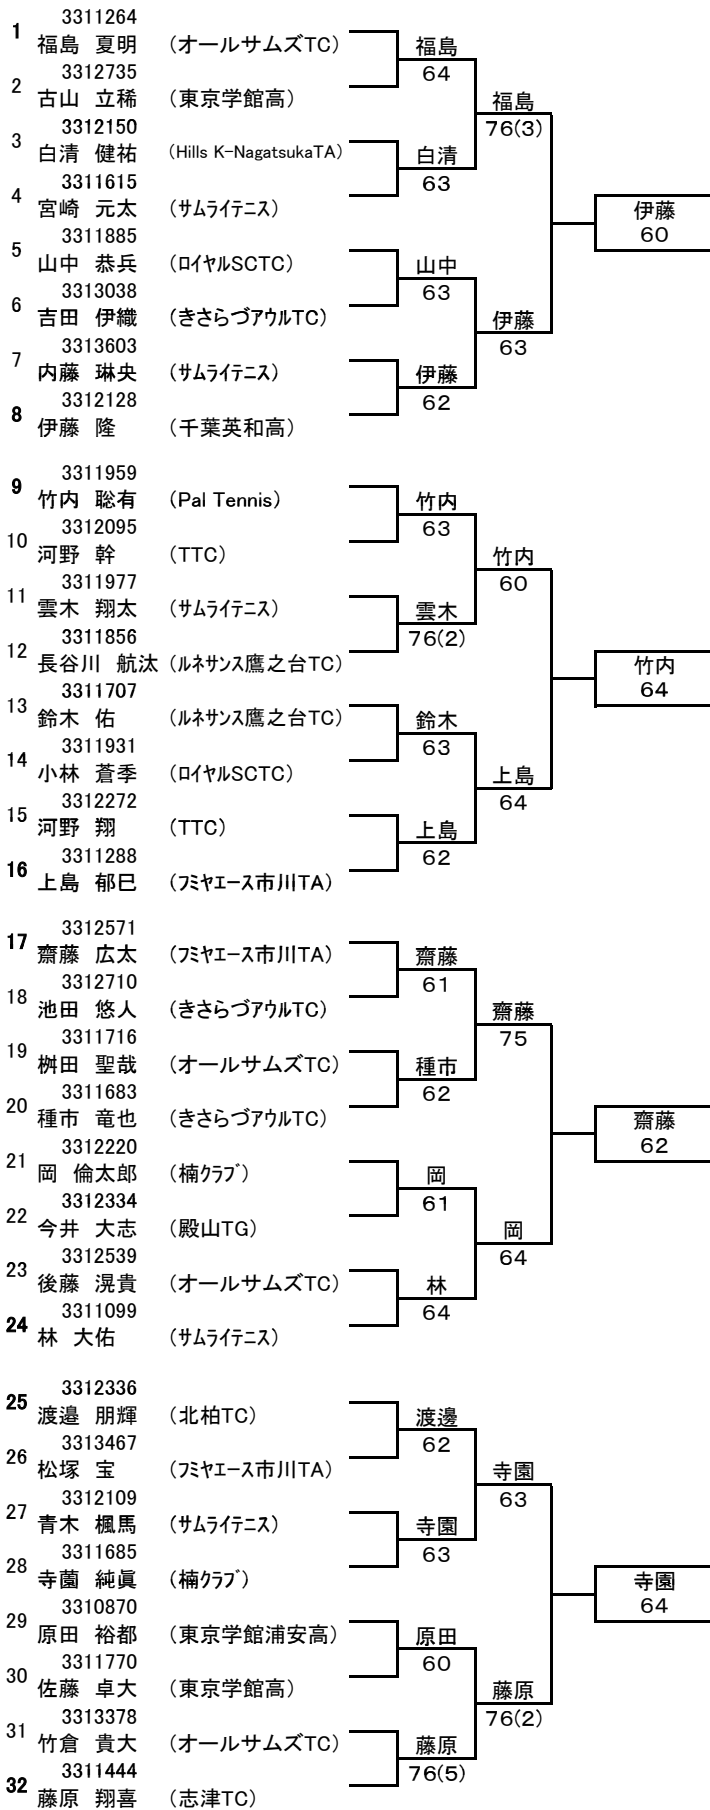 3311264
1 福島 夏明 (オールサムズTC)
3312735
2 古山 立稀 (東京学館高)
3312150
3 白清 健祐 (Hills K-NagatsukaTA)
3311615
4 宮崎 元太 (ｻﾑﾗｲﾃﾆｽ)
3311885
5 山中 恭兵 (ﾛｲﾔﾙSCTC)
3313038
6 吉田 伊織 (きさらづｱｳﾙTC)
3313603
7 内藤 琳央 (ｻﾑﾗｲﾃﾆｽ)
3312128
8 伊藤 隆 (千葉英和高)
福島
64
白清
63
山中
63
伊藤
62
福島
76(3)
伊藤
63
伊藤
60
3311959
9 竹内 聡有 (Pal Tennis)
3312095
10 河野 幹 (TTC)
3311977
11 雲木 翔太 (ｻﾑﾗｲﾃﾆｽ)
3311856
12 長谷川 航汰 (ﾙﾈｻﾝｽ鷹之台TC)
3311707
13 鈴木 佑 (ﾙﾈｻﾝｽ鷹之台TC)
3311931
14 小林 蒼季 (ﾛｲﾔﾙSCTC)
3312272
15 河野 翔 (TTC)
3311288
16 上島 郁巳 (ﾌﾐﾔｴｰｽ市川TA)
竹内
63
雲木
76(2)
鈴木
63
上島
62
竹内
60
上島
64
竹内
64
3312571
17 齋藤 広太 (ﾌﾐﾔｴｰｽ市川TA)
3312710
18 池田 悠人 (きさらづｱｳﾙTC)
3311716
19 桝田 聖哉 (オールサムズTC)
3311683
20 種市 竜也 (きさらづｱｳﾙTC)
3312220
21 岡 倫太郎 (楠ｸﾗﾌﾞ)
3312334
22 今井 大志 (殿山TG)
3312539
23 後藤 滉貴 (オールサムズTC)
3311099
24 林 大佑 (ｻﾑﾗｲﾃﾆｽ)
齋藤
61
種市
62
岡
61
林
64
齋藤
75
岡
64
齋藤
62
3312336
25 渡邉 朋輝 (北柏TC)
3313467
26 松塚 宝 (ﾌﾐﾔｴｰｽ市川TA)
3312109
27 青木 楓馬 (ｻﾑﾗｲﾃﾆｽ)
3311685
28 寺薗 純眞 (楠ｸﾗﾌﾞ)
3310870
29 原田 裕都 (東京学館浦安高)
3311770
30 佐藤 卓大 (東京学館高)
3313378
31 竹倉 貴大 (オールサムズTC)
3311444
32 藤原 翔喜 (志津TC)
渡邊
62
寺園
63
原田
60
藤原
76(5)
寺園
63
藤原
76(2)
寺園
64